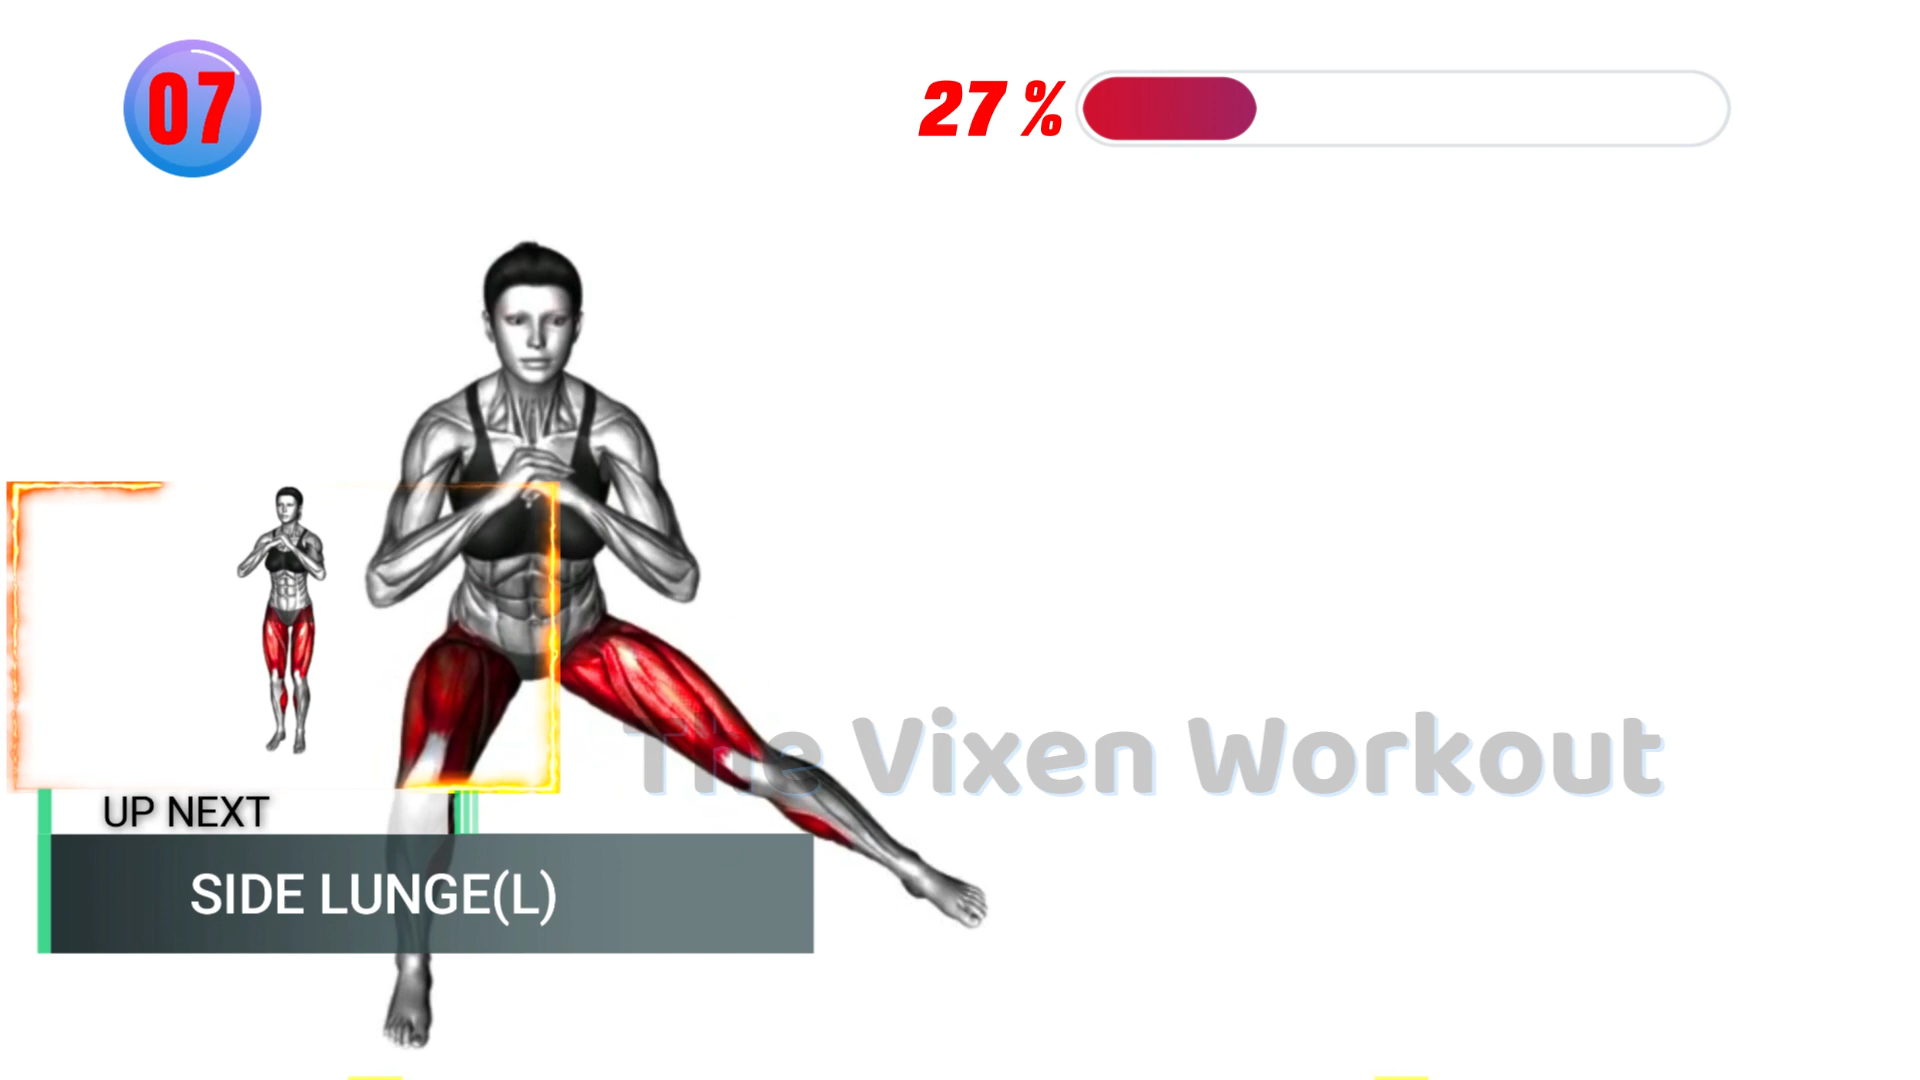 07
27 %
The Vixen Workout
UP NEXT
SIDE LUNGE(L)